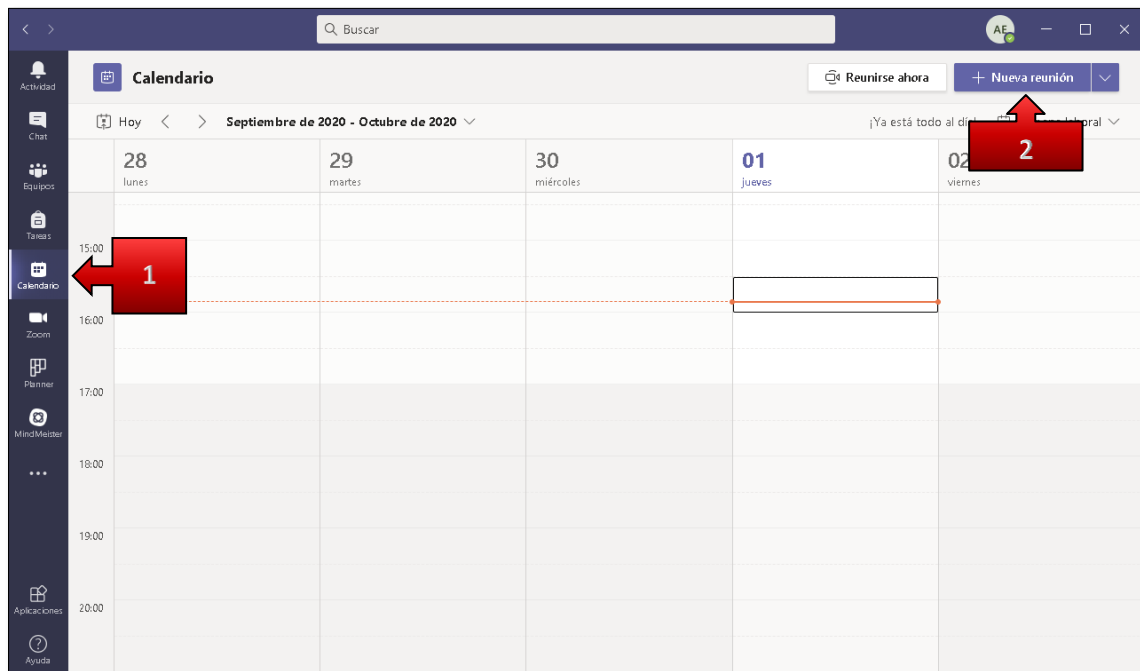 Buscar
AE
Actividad
Chat
Equipos
Tareas
Calendario
Zoom
Planner
MindMeister
Aplicaciones
Ayuda
Calendario
Reunirse ahora
Nueva reunión
Hoy
Septiembre de 2020 - Octubre de 2020
¡Ya está todo al
28
lunes
29
martes
30
miércoles
01
jueves
02
viernes
15:00
16:00
17:00
18:00
19:00
20:00
1
2